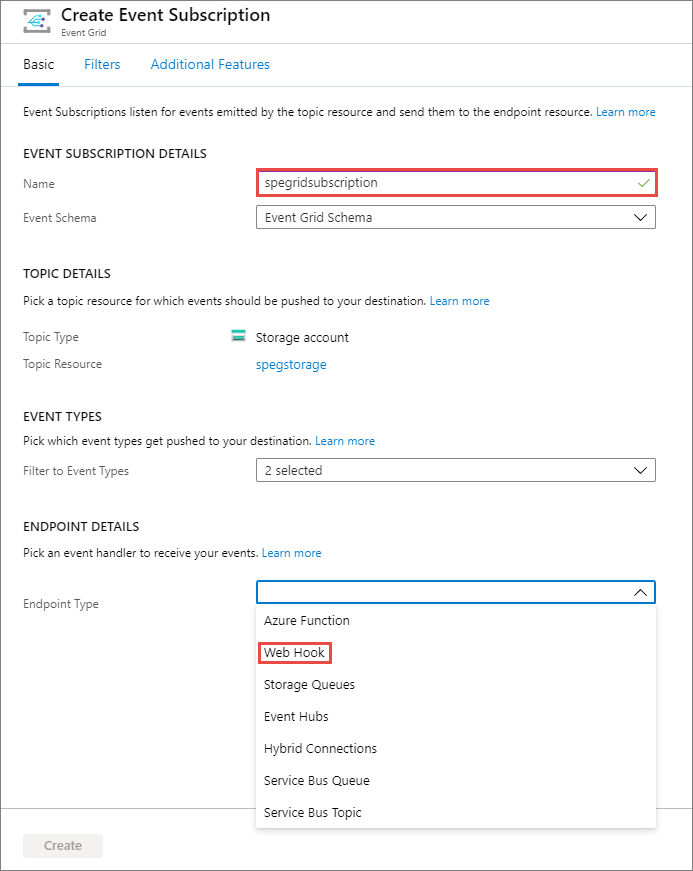 Create Event Subscription
Event Grid
Basic Filters Additional Features
Event Subscriptions listen for events emitted by the topic resource and send them to the endpoint resource. Learn more
EVENT SUBSCRIPTION DETAILS
Name spegridsubscription
Event Schema Event Grid Schema
TOPIC DETAILS
Pick a topic resource for which events should be pushed to your destination. Learn more
Topic Type Storage account
Topic Resource spegstorage
EVENT TYPES
Pick which event types get pushed to your destination. Learn more
Filter to Event Types 2 selected
ENDPOINT DETAILS
Pick an event handler to receive your events. Learn more
Endpoint Type
Azure Function
Web Hook
Storage Queues
Event Hubs
Hybrid Connections
Service Bus Queue
Service Bus Topic
Create